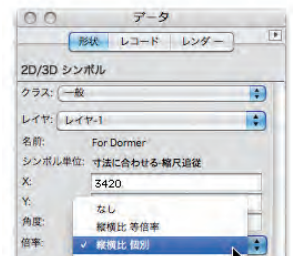 データ
形状 レコード レンダー
2D/3D シンボル
クラス: 一般
レイヤ: レイヤ-1
名前: For Dormer
シンボル単位: 寸法に合わせる-縮尺追従
X: 3420
Y:
なし
角度:
縦横比 等倍率
倍率: ✓ 縦横比 個別